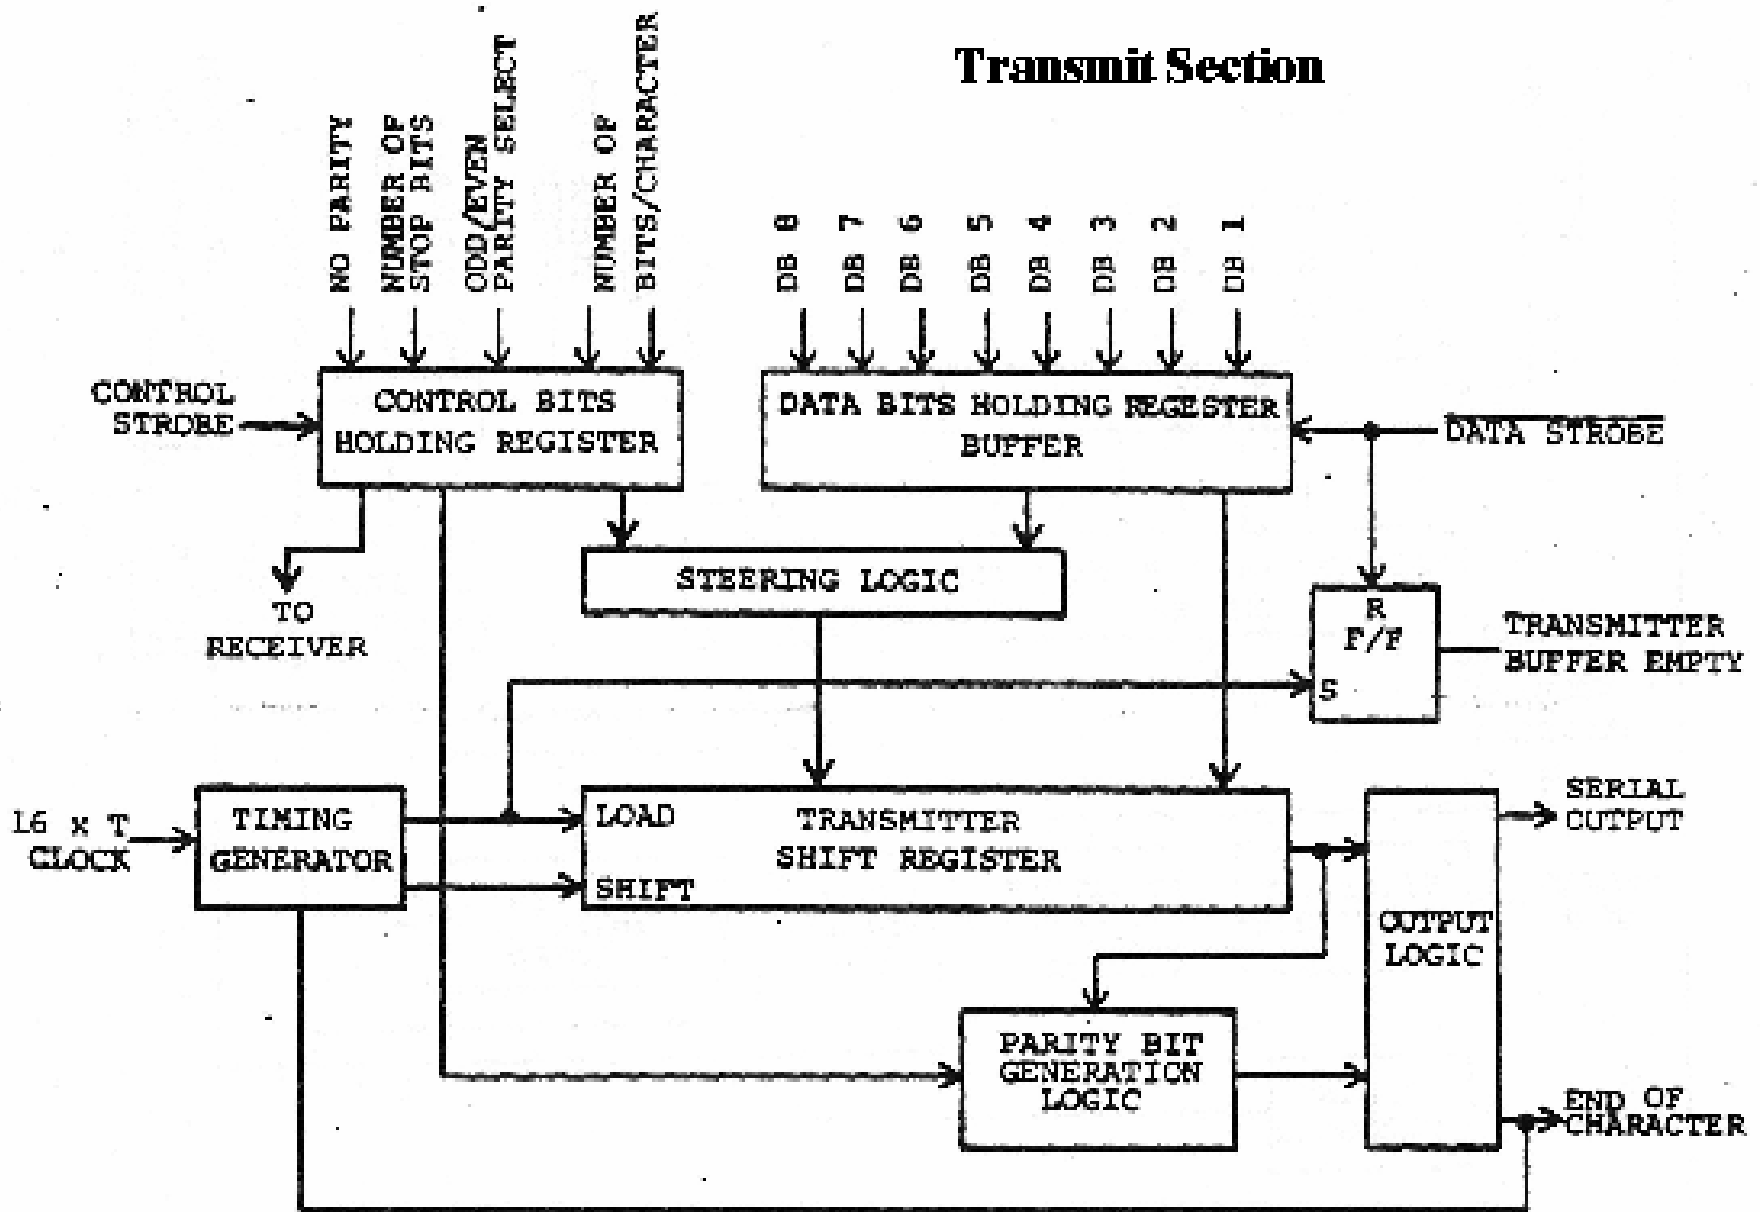 Transmit Section
NO PARITY
NUMBER OF
STOP BITS
ODD/EVEN
PARITY SELECT
NUMBER OF
BITS/CHARACTER
DB 8
DB 7
DB 6
DB 5
DB 4
DB 3
DB 2
DB 1
CONTROL
STROBE
CONTROL BITS
HOLDING REGISTER
DATA BITS HOLDING REGESTER
BUFFER
DATA STROBE
STEERING LOGIC
TO
RECEIVER
R
F/F
S
TRANSMITTER
BUFFER EMPTY
16 x T
CLOCK
TIMING
GENERATOR
LOAD
SHIFT
TRANSMITTER
SHIFT REGISTER
SERIAL
OUTPUT
OUTPUT
LOGIC
PARITY BIT
GENERATION
LOGIC
END OF
CHARACTER